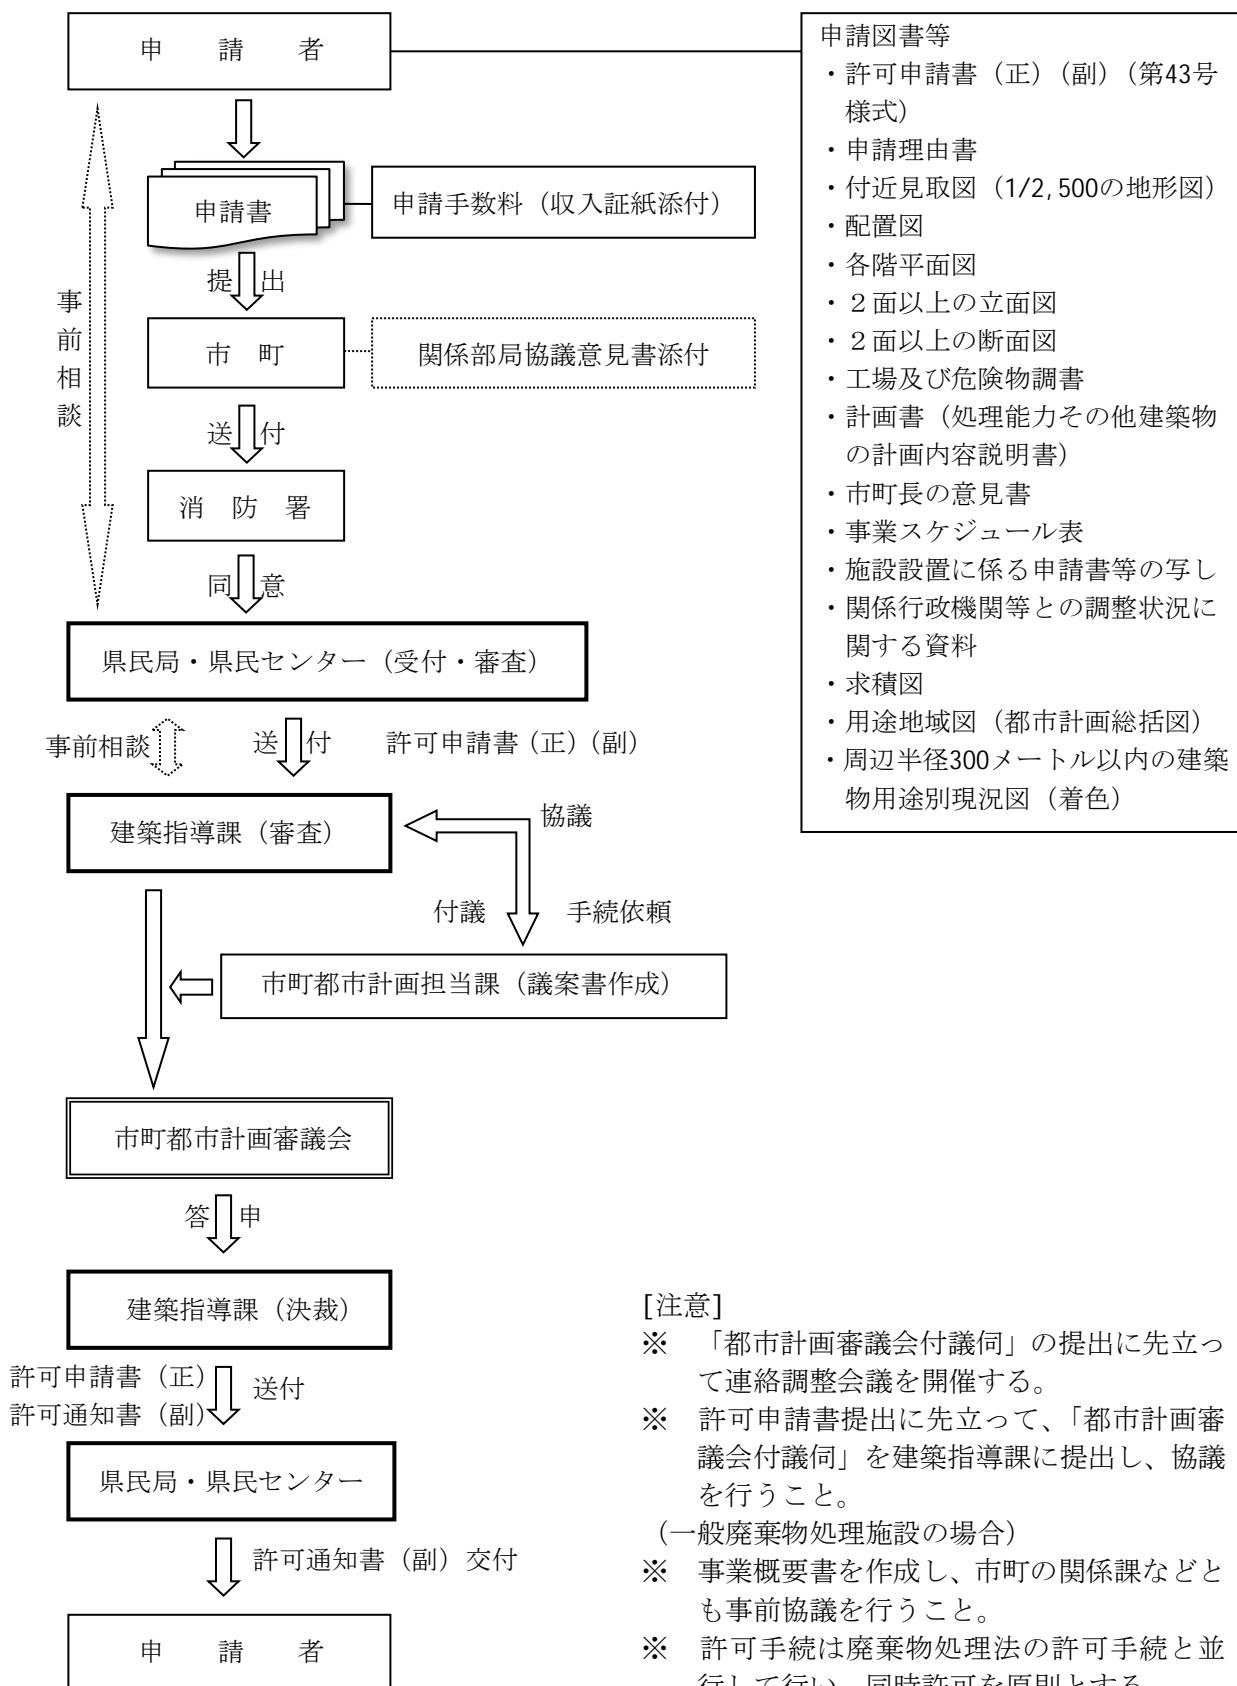 申　請　者
申請書
申請手数料（収入証紙添付）
提出
市　町
関係部局協議意見書添付
送付
消　防　署
同意
事前相談
県民局・県民センター（受付・審査）
事前相談
送付
許可申請書（正）（副）
建築指導課（審査）
協議
付議
手続依頼
市町都市計画担当課（議案書作成）
市町都市計画審議会
答申
建築指導課（決裁）
許可申請書（正）
許可通知書（副）
送付
県民局・県民センター
許可通知書（副）交付
申　請　者
申請図書等
・許可申請書（正）（副）（第43号
様式）
・申請理由書
・付近見取図（1/2,500の地形図）
・配置図
・各階平面図
・２面以上の立面図
・２面以上の断面図
・工場及び危険物調書
・計画書（処理能力その他建築物
の計画内容説明書）
・市町長の意見書
・事業スケジュール表
・施設設置に係る申請書等の写し
・関係行政機関等との調整状況に
関する資料
・求積図
・用途地域図（都市計画総括図）
・周辺半径300メートル以内の建築
物用途別現況図（着色）
[注意]
※　「都市計画審議会付議伺」の提出に先立っ
て連絡調整会議を開催する。
※　許可申請書提出に先立って、「都市計画審
議会付議伺」を建築指導課に提出し、協議
を行うこと。
（一般廃棄物処理施設の場合）
※　事業概要書を作成し、市町の関係課などと
も事前協議を行うこと。
※　許可手続は廃棄物処理法の許可手続と並
行して行い、同時許可を原則とする